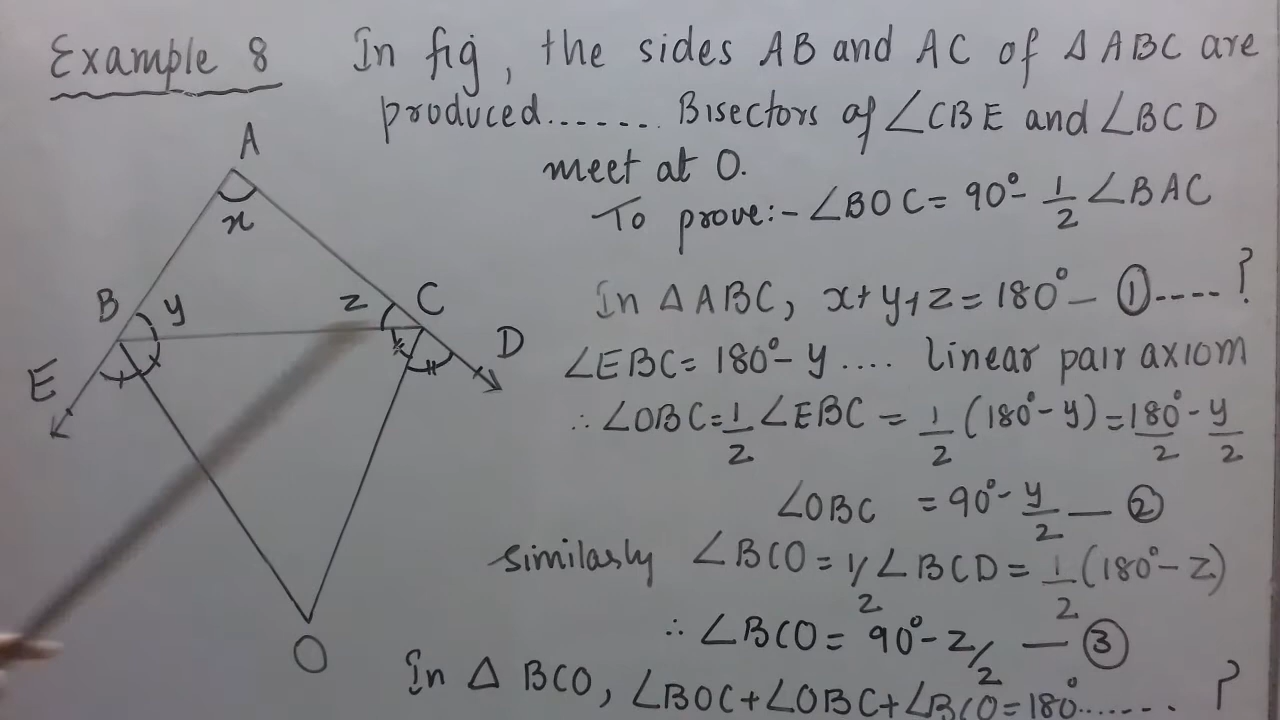 Example 8 In fig, the sides AB and AC of △ABC are
produced....... Bisectors of ∠CBE and ∠BCD
meet at O.
To prove:- ∠BOC = 90° - 1/2 ∠BAC
In △ABC, x+y+z = 180° — ① .... ?
∠EBC = 180° - y .... linear pair axiom
∴ ∠OBC = 1/2 ∠EBC = 1/2 (180° - y) = 180°/2 - y/2
∠OBC = 90° - y/2 — ②
similarly ∠BCO = 1/2 ∠BCD = 1/2 (180° - z)
∴ ∠BCO = 90° - z/2 — ③
In △ BCO, ∠BOC + ∠OBC + ∠BCO = 180° ....... ?
A
x
B y
z C
D
E
O